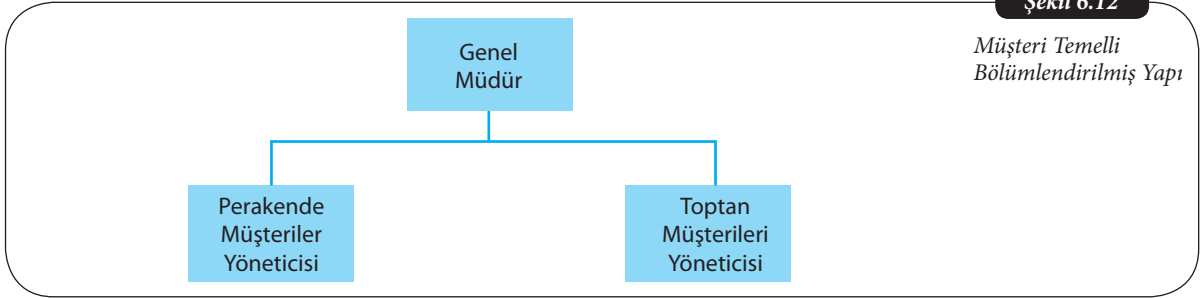 Şekil 6.12
Müşteri Temelli
Bölümlendirilmiş Yapı
Genel
Müdür
Perakende
Müşteriler
Yöneticisi
Toptan
Müşterileri
Yöneticisi